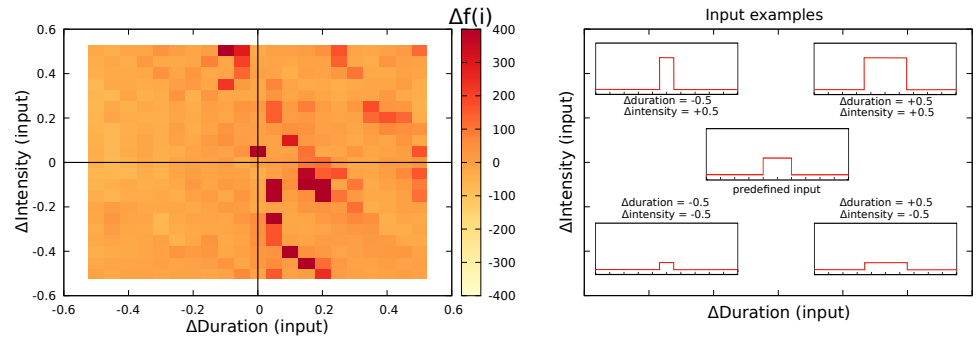 Δf(i)
0.6
0.4
0.2
0
-0.2
-0.4
-0.6
-0.6
-0.4
-0.2
0
0.2
0.4
0.6
ΔIntensity (input)
ΔDuration (input)
400
300
200
100
0
-100
-200
-300
-400
Input examples
ΔIntensity (input)
Δduration = -0.5
Δintensity = +0.5
Δduration = +0.5
Δintensity = +0.5
predefined input
Δduration = -0.5
Δintensity = -0.5
Δduration = +0.5
Δintensity = -0.5
ΔDuration (input)